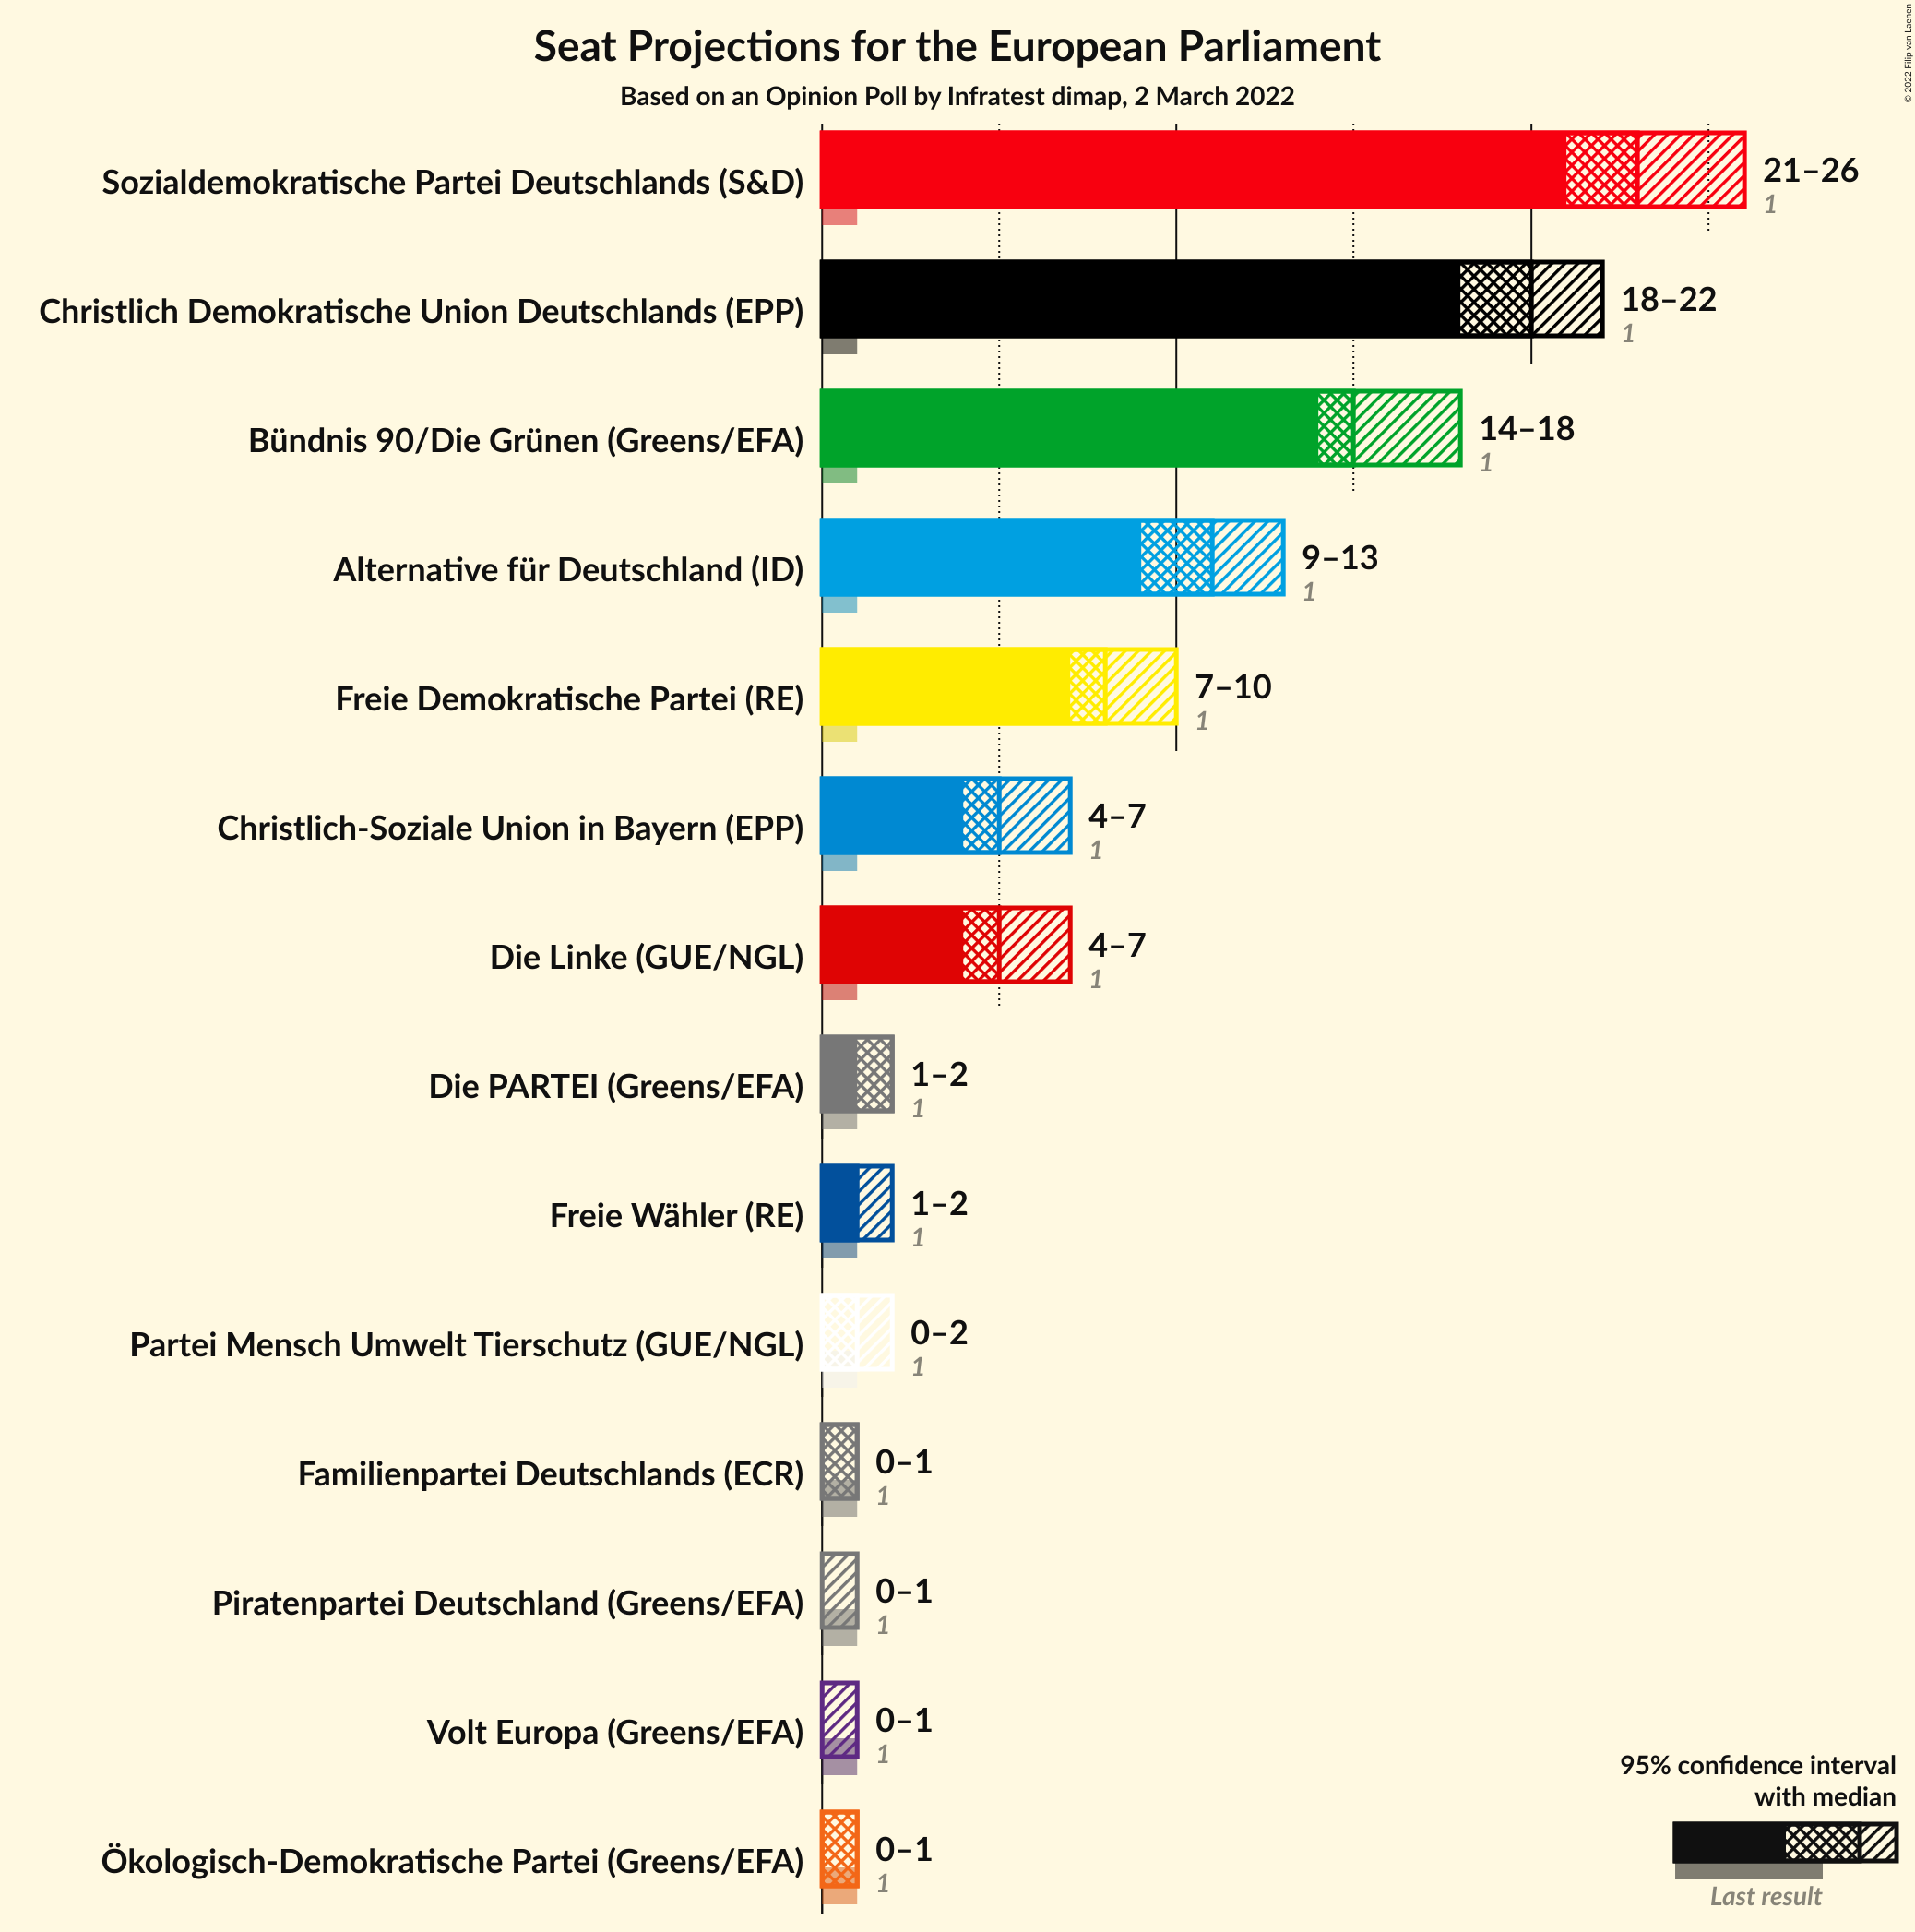 Seat Projections for the European Parliament
Based on an Opinion Poll by Infratest dimap, 2 March 2022
© 2022 Filip van Laenen
Sozialdemokratische Partei Deutschlands (S&D)
21–26
1
Christlich Demokratische Union Deutschlands (EPP)
18–22
1
Bündnis 90/Die Grünen (Greens/EFA)
14–18
1
Alternative für Deutschland (ID)
9–13
1
Freie Demokratische Partei (RE)
7–10
1
Christlich-Soziale Union in Bayern (EPP)
4–7
1
Die Linke (GUE/NGL)
4–7
1
Die PARTEI (Greens/EFA)
1–2
1
Freie Wähler (RE)
1–2
1
Partei Mensch Umwelt Tierschutz (GUE/NGL)
0–2
1
Familienpartei Deutschlands (ECR)
0–1
1
Piratenpartei Deutschland (Greens/EFA)
0–1
1
Volt Europa (Greens/EFA)
0–1
1
Ökologisch-Demokratische Partei (Greens/EFA)
0–1
1
95% confidence interval
with median
Last result